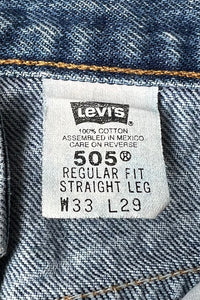 Levi's
100% COTTON
ASSEMBLED IN MEXICO
CARE ON REVERSE
505®
REGULAR FIT
STRAIGHT LEG
W33 L29